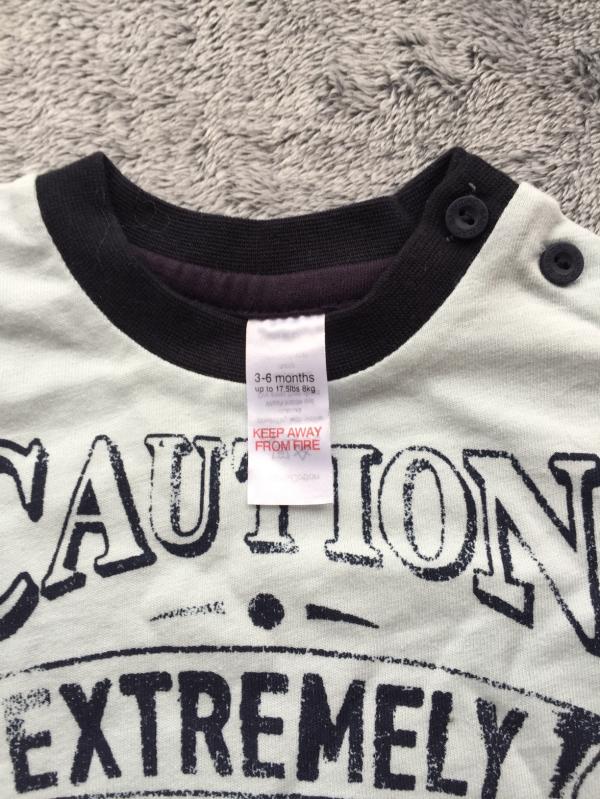 3-6 months
up to 17.5lbs 8kg
KEEP AWAY
FROM FIRE
CAUTION
EXTREMELY